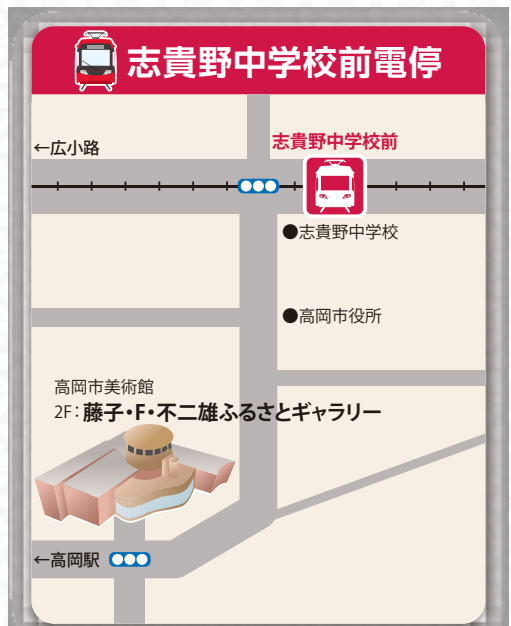 志貴野中学校前電停
志貴野中学校前
←広小路
●志貴野中学校
●高岡市役所
高岡市美術館
2F：藤子・F・不二雄ふるさとギャラリー
←高岡駅